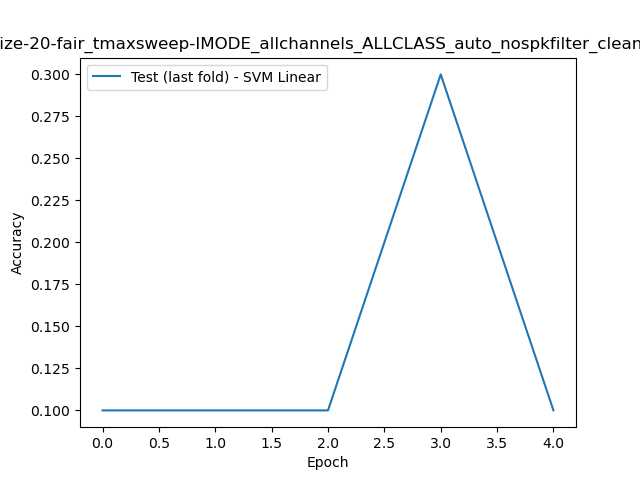 ize-20-fair_tmaxsweep-IMODE_allchannels_ALLCLASS_auto_nospkfilter_clean
Test (last fold) - SVM Linear
0.300
0.275
0.250
0.225
0.200
0.175
0.150
0.125
0.100
Accuracy
0.0 0.5 1.0 1.5 2.0 2.5 3.0 3.5 4.0
Epoch